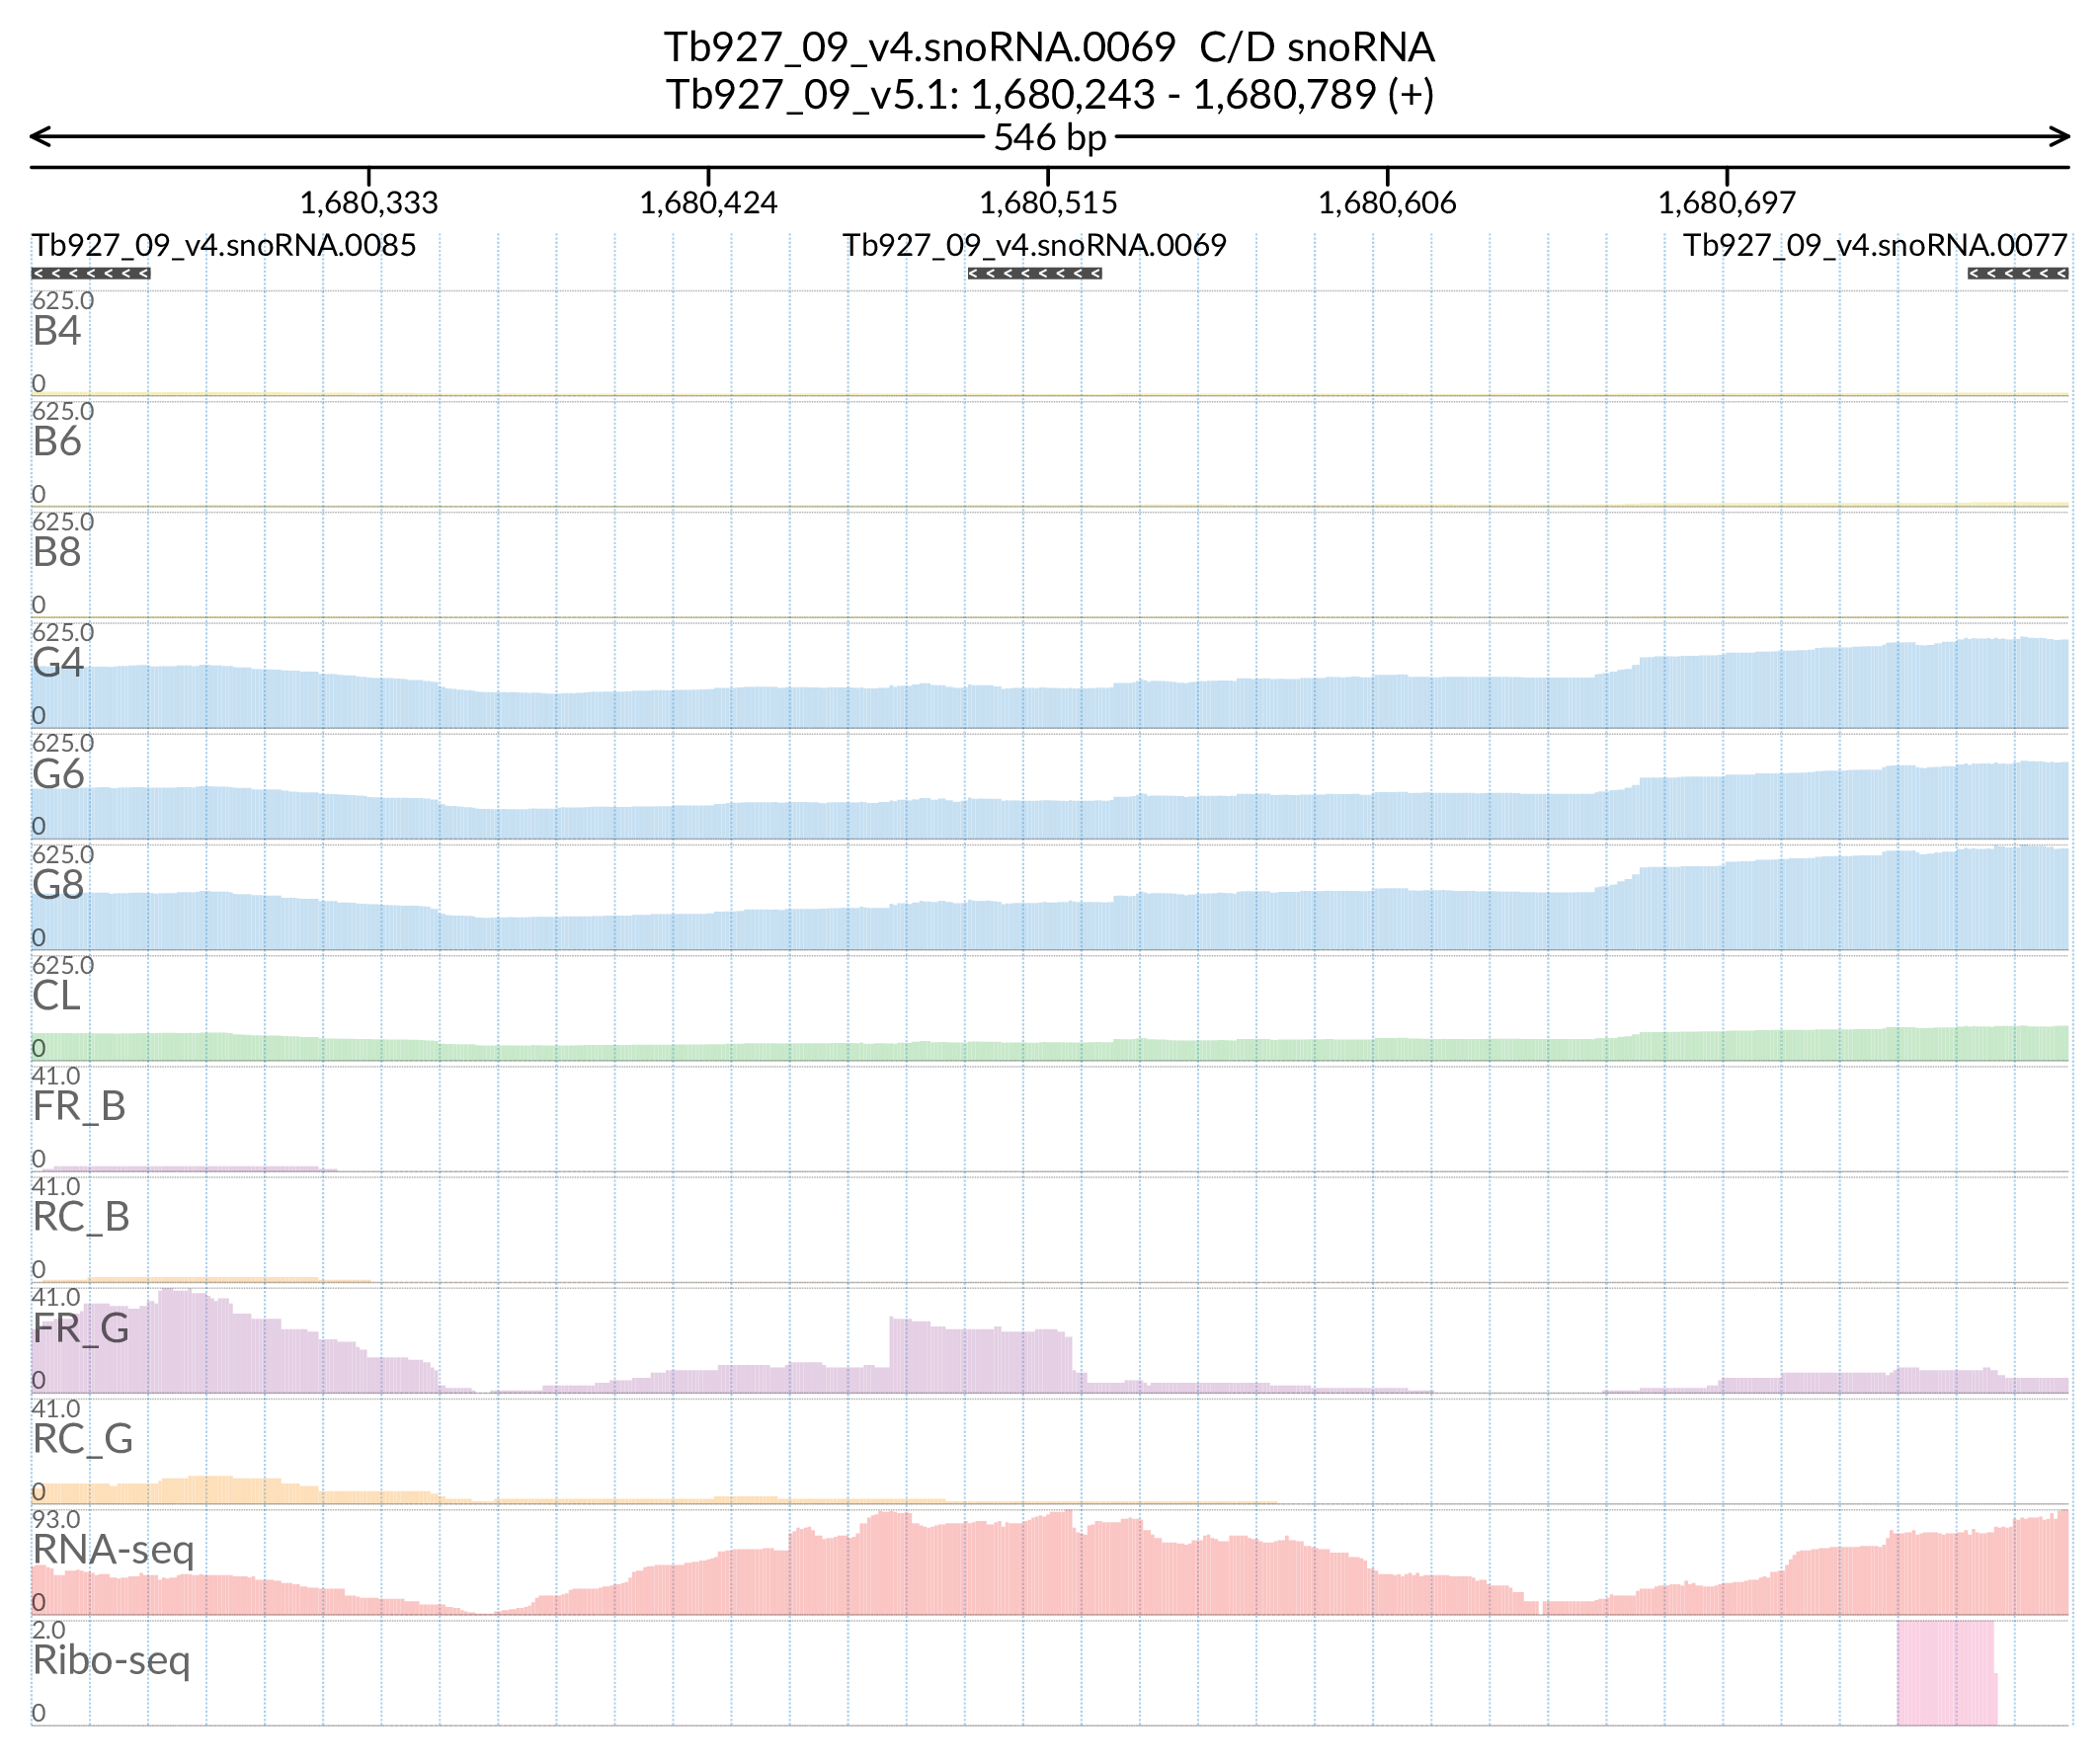 Tb927_09_v4.snoRNA.0069 C/D snoRNA
Tb927_09_v5.1: 1,680,243 - 1,680,789 (+)
546 bp
1,680,333 1,680,424 1,680,515 1,680,606 1,680,697
Tb927_09_v4.snoRNA.0085 Tb927_09_v4.snoRNA.0069 Tb927_09_v4.snoRNA.0077
625.0
B4
0
625.0
B6
0
625.0
B8
0
625.0
G4
0
625.0
G6
0
625.0
G8
0
625.0
CL
0
41.0
FR_B
0
41.0
RC_B
0
41.0
FR_G
0
41.0
RC_G
0
93.0
RNA-seq
0
2.0
Ribo-seq
0